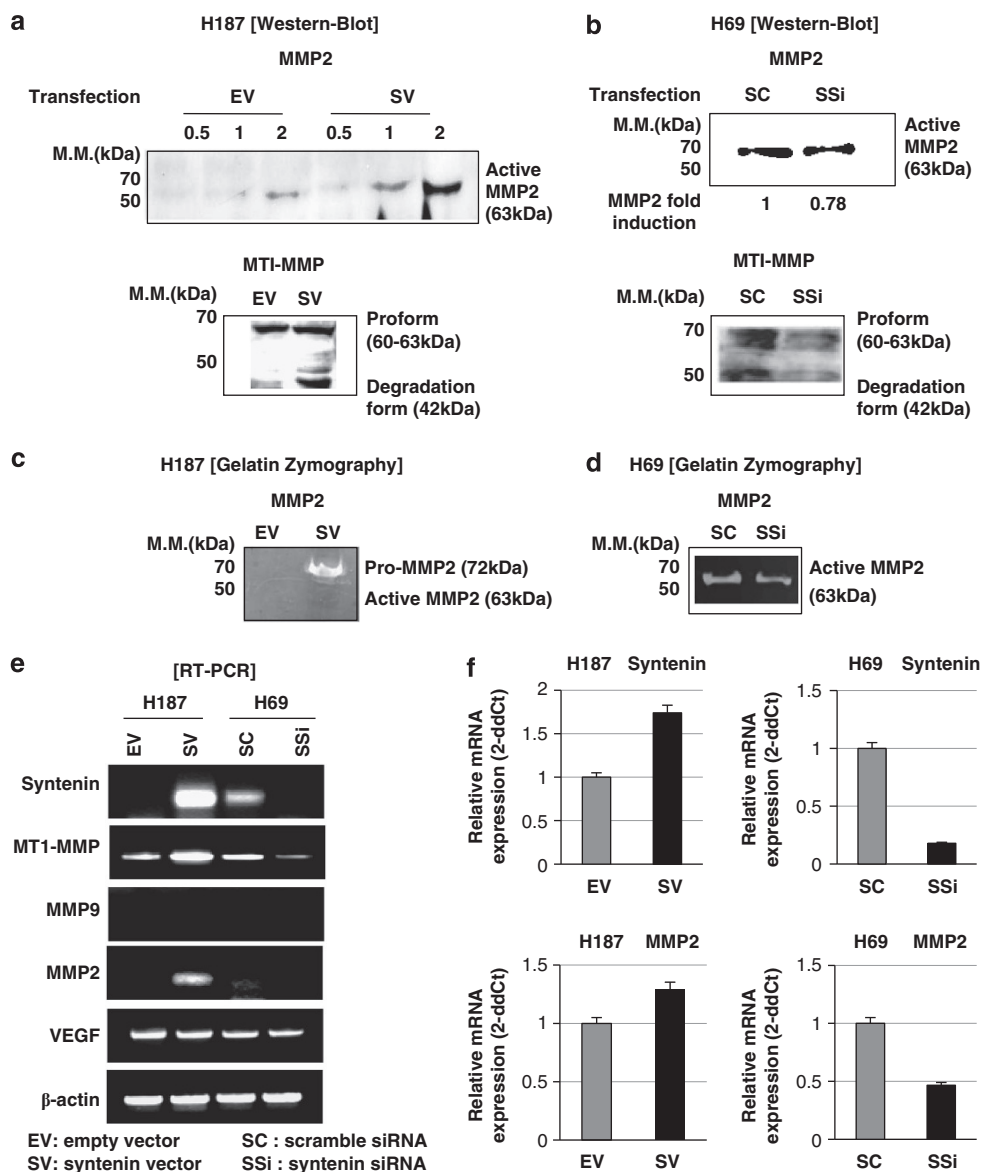 a
H187 [Western-Blot]
MMP2
Transfection EV SV
0.5 1 2 0.5 1 2
M.M.(kDa)
70
50
Active
MMP2
(63kDa)
MTI-MMP
M.M.(kDa) EV SV
70
50
Proform
(60-63kDa)
Degradation
form (42kDa)
b
H69 [Western-Blot]
MMP2
Transfection SC SSi
M.M.(kDa)
70
50
Active
MMP2
(63kDa)
MMP2 fold
induction
1 0.78
MTI-MMP
M.M.(kDa) SC SSi
70
50
Proform
(60-63kDa)
Degradation
form (42kDa)
c
H187 [Gelatin Zymography]
MMP2
EV SV
M.M.(kDa)
70
50
Pro-MMP2 (72kDa)
Active MMP2 (63kDa)
d
H69 [Gelatin Zymography]
MMP2
SC SSi
M.M.(kDa)
70
50
Active MMP2
(63kDa)
e
[RT-PCR]
H187 H69
EV SV SC SSi
Syntenin
MT1-MMP
MMP9
MMP2
VEGF
β-actin
EV: empty vector SC : scramble siRNA
SV: syntenin vector SSi : syntenin siRNA
f
H187 Syntenin
Relative mRNA
expression (2-ddCt)
2
1.5
1
0.5
0
EV SV
H69 Syntenin
Relative mRNA
expression (2-ddCt)
1.5
1
0.5
0
SC SSi
H187 MMP2
Relative mRNA
expression (2-ddCt)
1.5
1
0.5
0
EV SV
H69 MMP2
Relative mRNA
expression (2-ddCt)
1.5
1
0.5
0
SC SSi